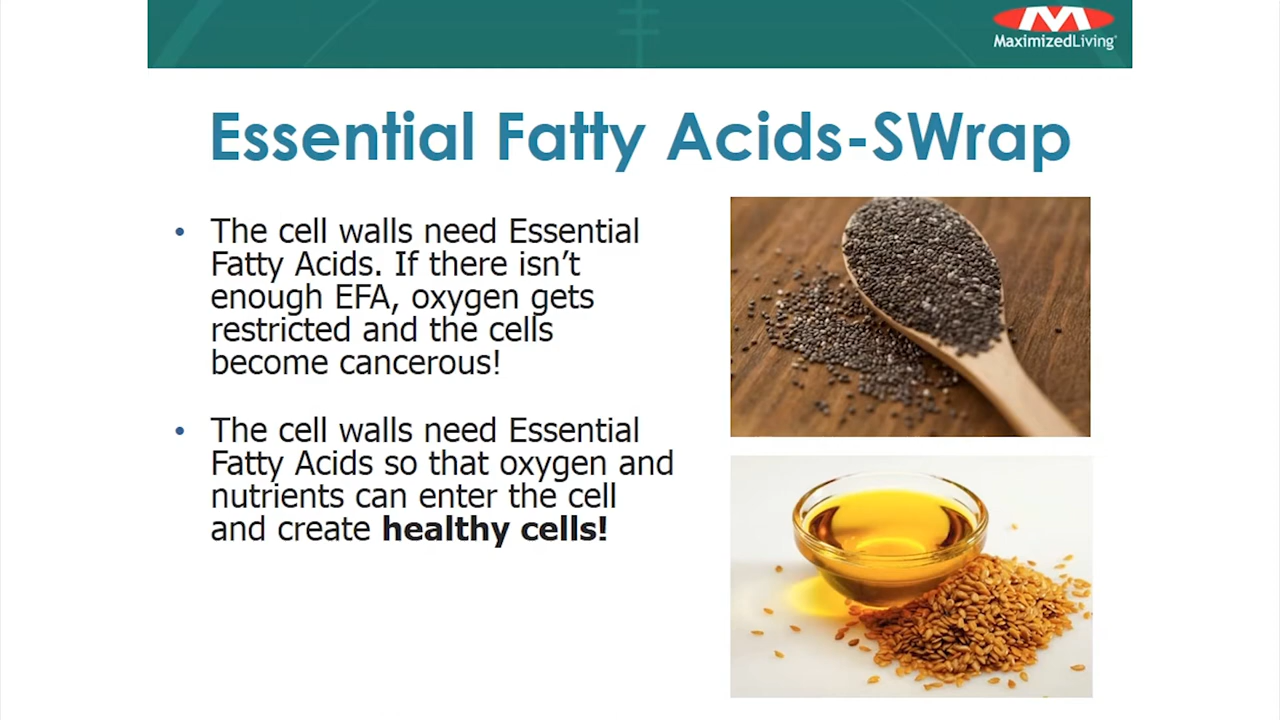 MaximizedLiving
Essential Fatty Acids-SWrap
• The cell walls need Essential
Fatty Acids. If there isn’t
enough EFA, oxygen gets
restricted and the cells
become cancerous!
• The cell walls need Essential
Fatty Acids so that oxygen and
nutrients can enter the cell
and create healthy cells!